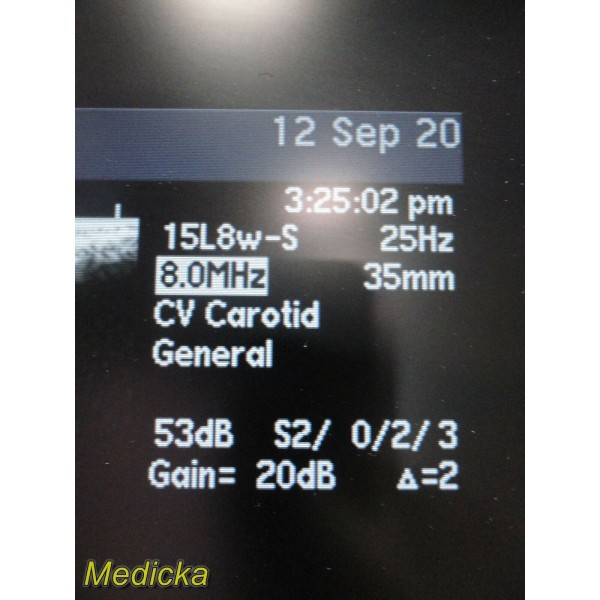 12 Sep 20
3:25:02 pm
15L8w-S 25Hz
8.0MHz 35mm
CV Carotid
General
53dB S2/ 0/2/3
Gain= 20dB Δ=2
Medicka